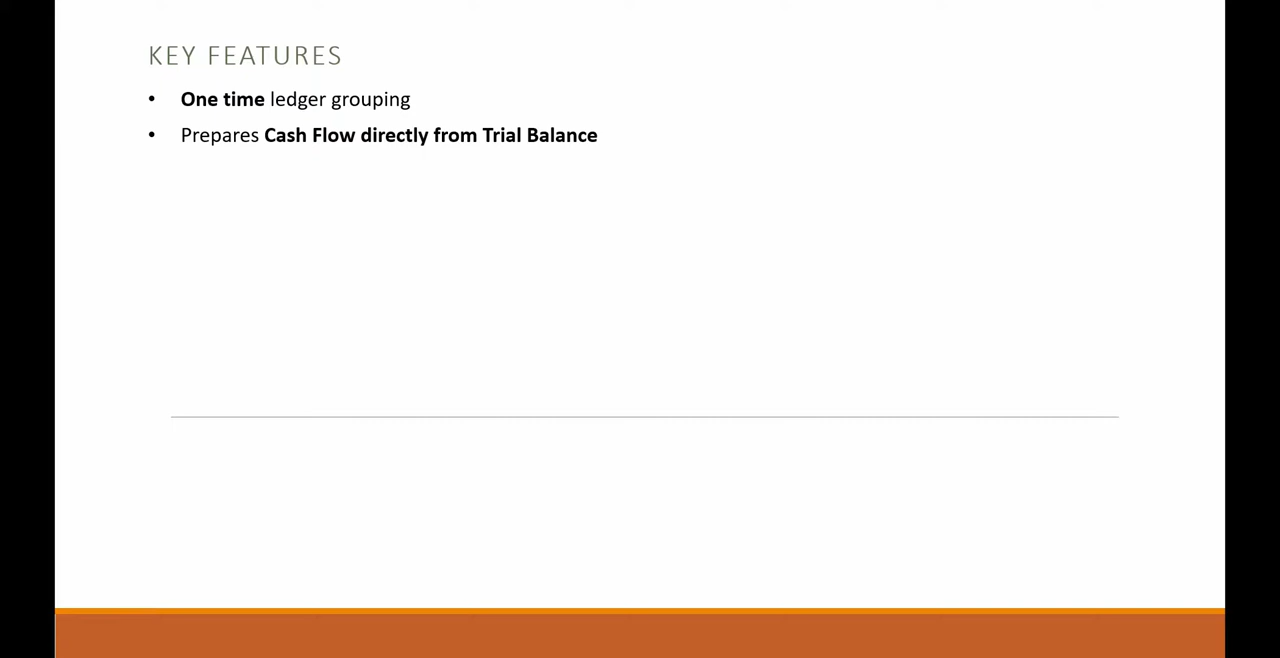 KEY FEATURES
• One time ledger grouping
• Prepares Cash Flow directly from Trial Balance